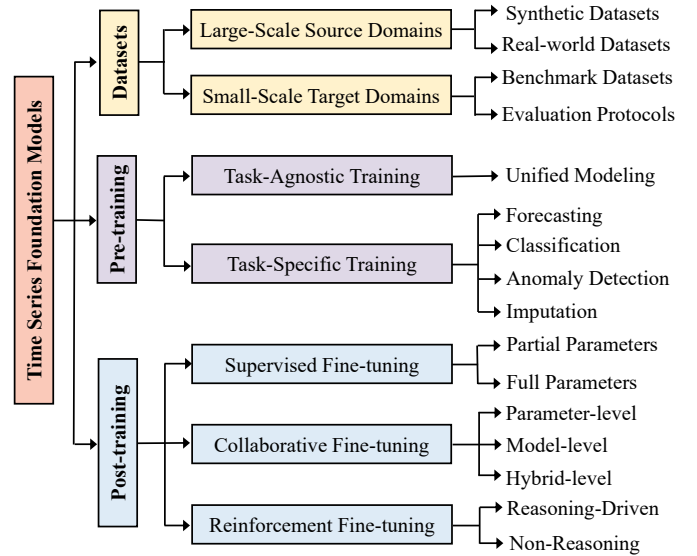 Time Series Foundation Models
Datasets
Large-Scale Source Domains
Synthetic Datasets
Real-world Datasets
Small-Scale Target Domains
Benchmark Datasets
Evaluation Protocols
Pre-training
Task-Agnostic Training
Unified Modeling
Task-Specific Training
Forecasting
Classification
Anomaly Detection
Imputation
Post-training
Supervised Fine-tuning
Partial Parameters
Full Parameters
Collaborative Fine-tuning
Parameter-level
Model-level
Hybrid-level
Reinforcement Fine-tuning
Reasoning-Driven
Non-Reasoning